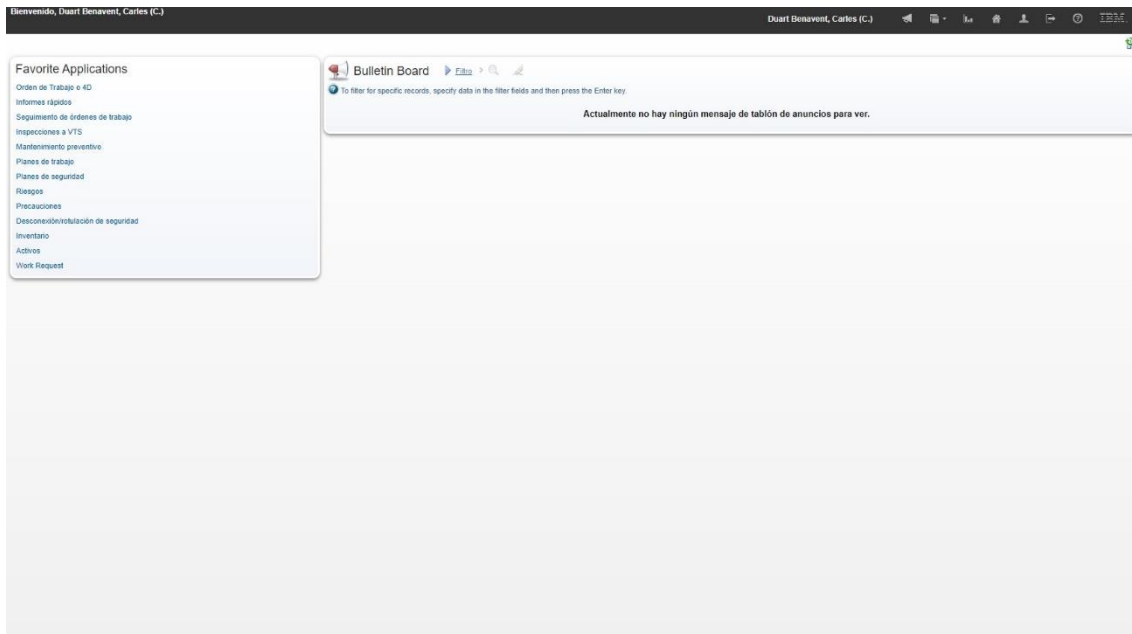 Bienvenido, Duart Benavent, Carles (C.)
Duart Benavent, Carles (C.)
IBM.
Favorite Applications
Orden de Trabajo o 4D
Informes rápidos
Seguimiento de órdenes de trabajo
Inspecciones a VTS
Mantenimiento preventivo
Planes de trabajo
Planes de seguridad
Riesgos
Precauciones
Desconexión/rotulación de seguridad
Inventario
Activos
Work Request
Bulletin Board Filtro
To filter for specific records, specify data in the filter fields and then press the Enter key.
Actualmente no hay ningún mensaje de tablón de anuncios para ver.